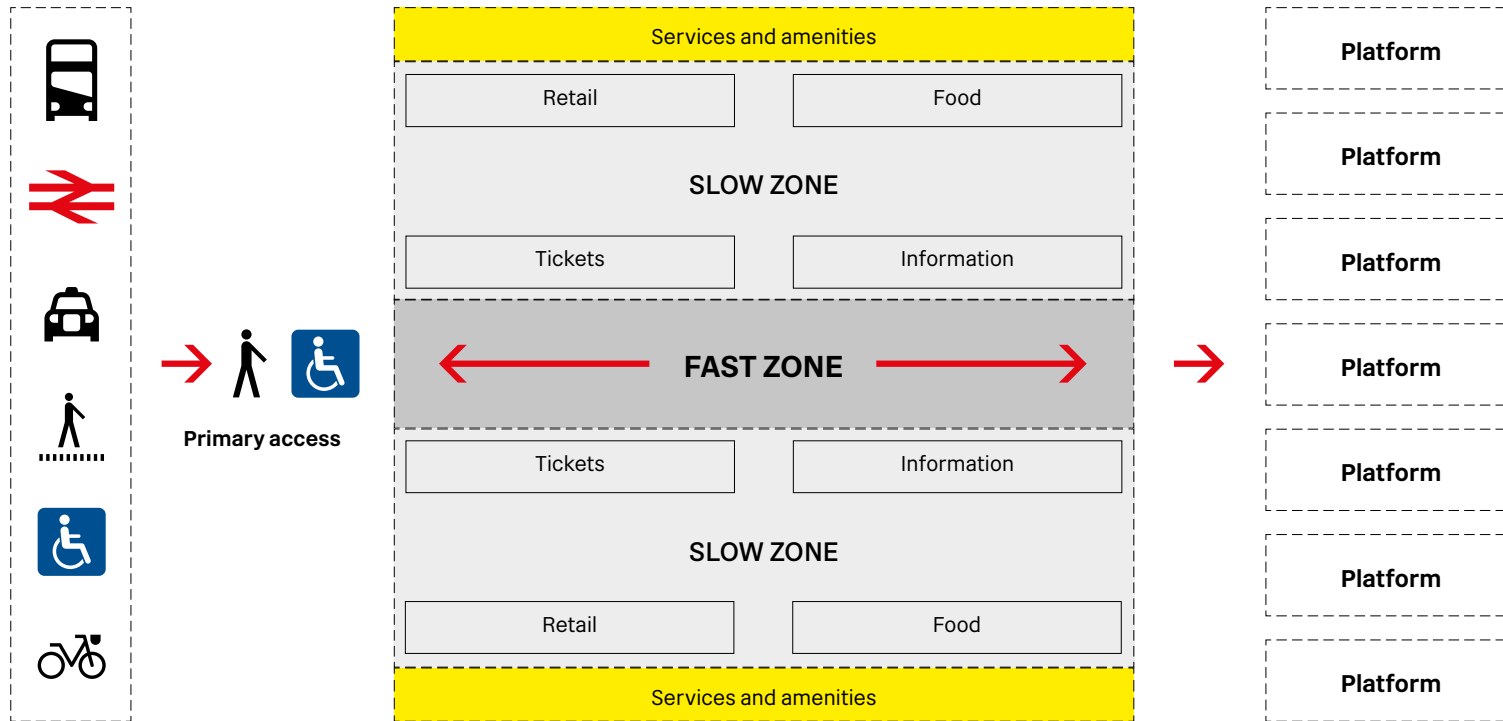 Services and amenities
Retail
Food
SLOW ZONE
Tickets
Information
FAST ZONE
Primary access
Tickets
Information
SLOW ZONE
Retail
Food
Services and amenities
Platform
Platform
Platform
Platform
Platform
Platform
Platform